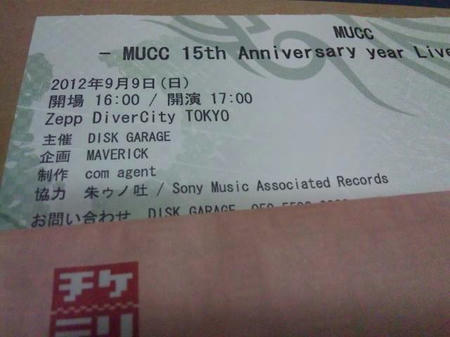 MUCC
- MUCC 15th Anniversary year Live
2012年9月9日(日)
開場 16:00 / 開演 17:00
Zepp DiverCity TOKYO
主催 DISK GARAGE
企画 MAVERICK
制作 com agent
協力 朱ゥノ吐 / Sony Music Associated Records
お問い合わせ DISK GARAGE
チケ